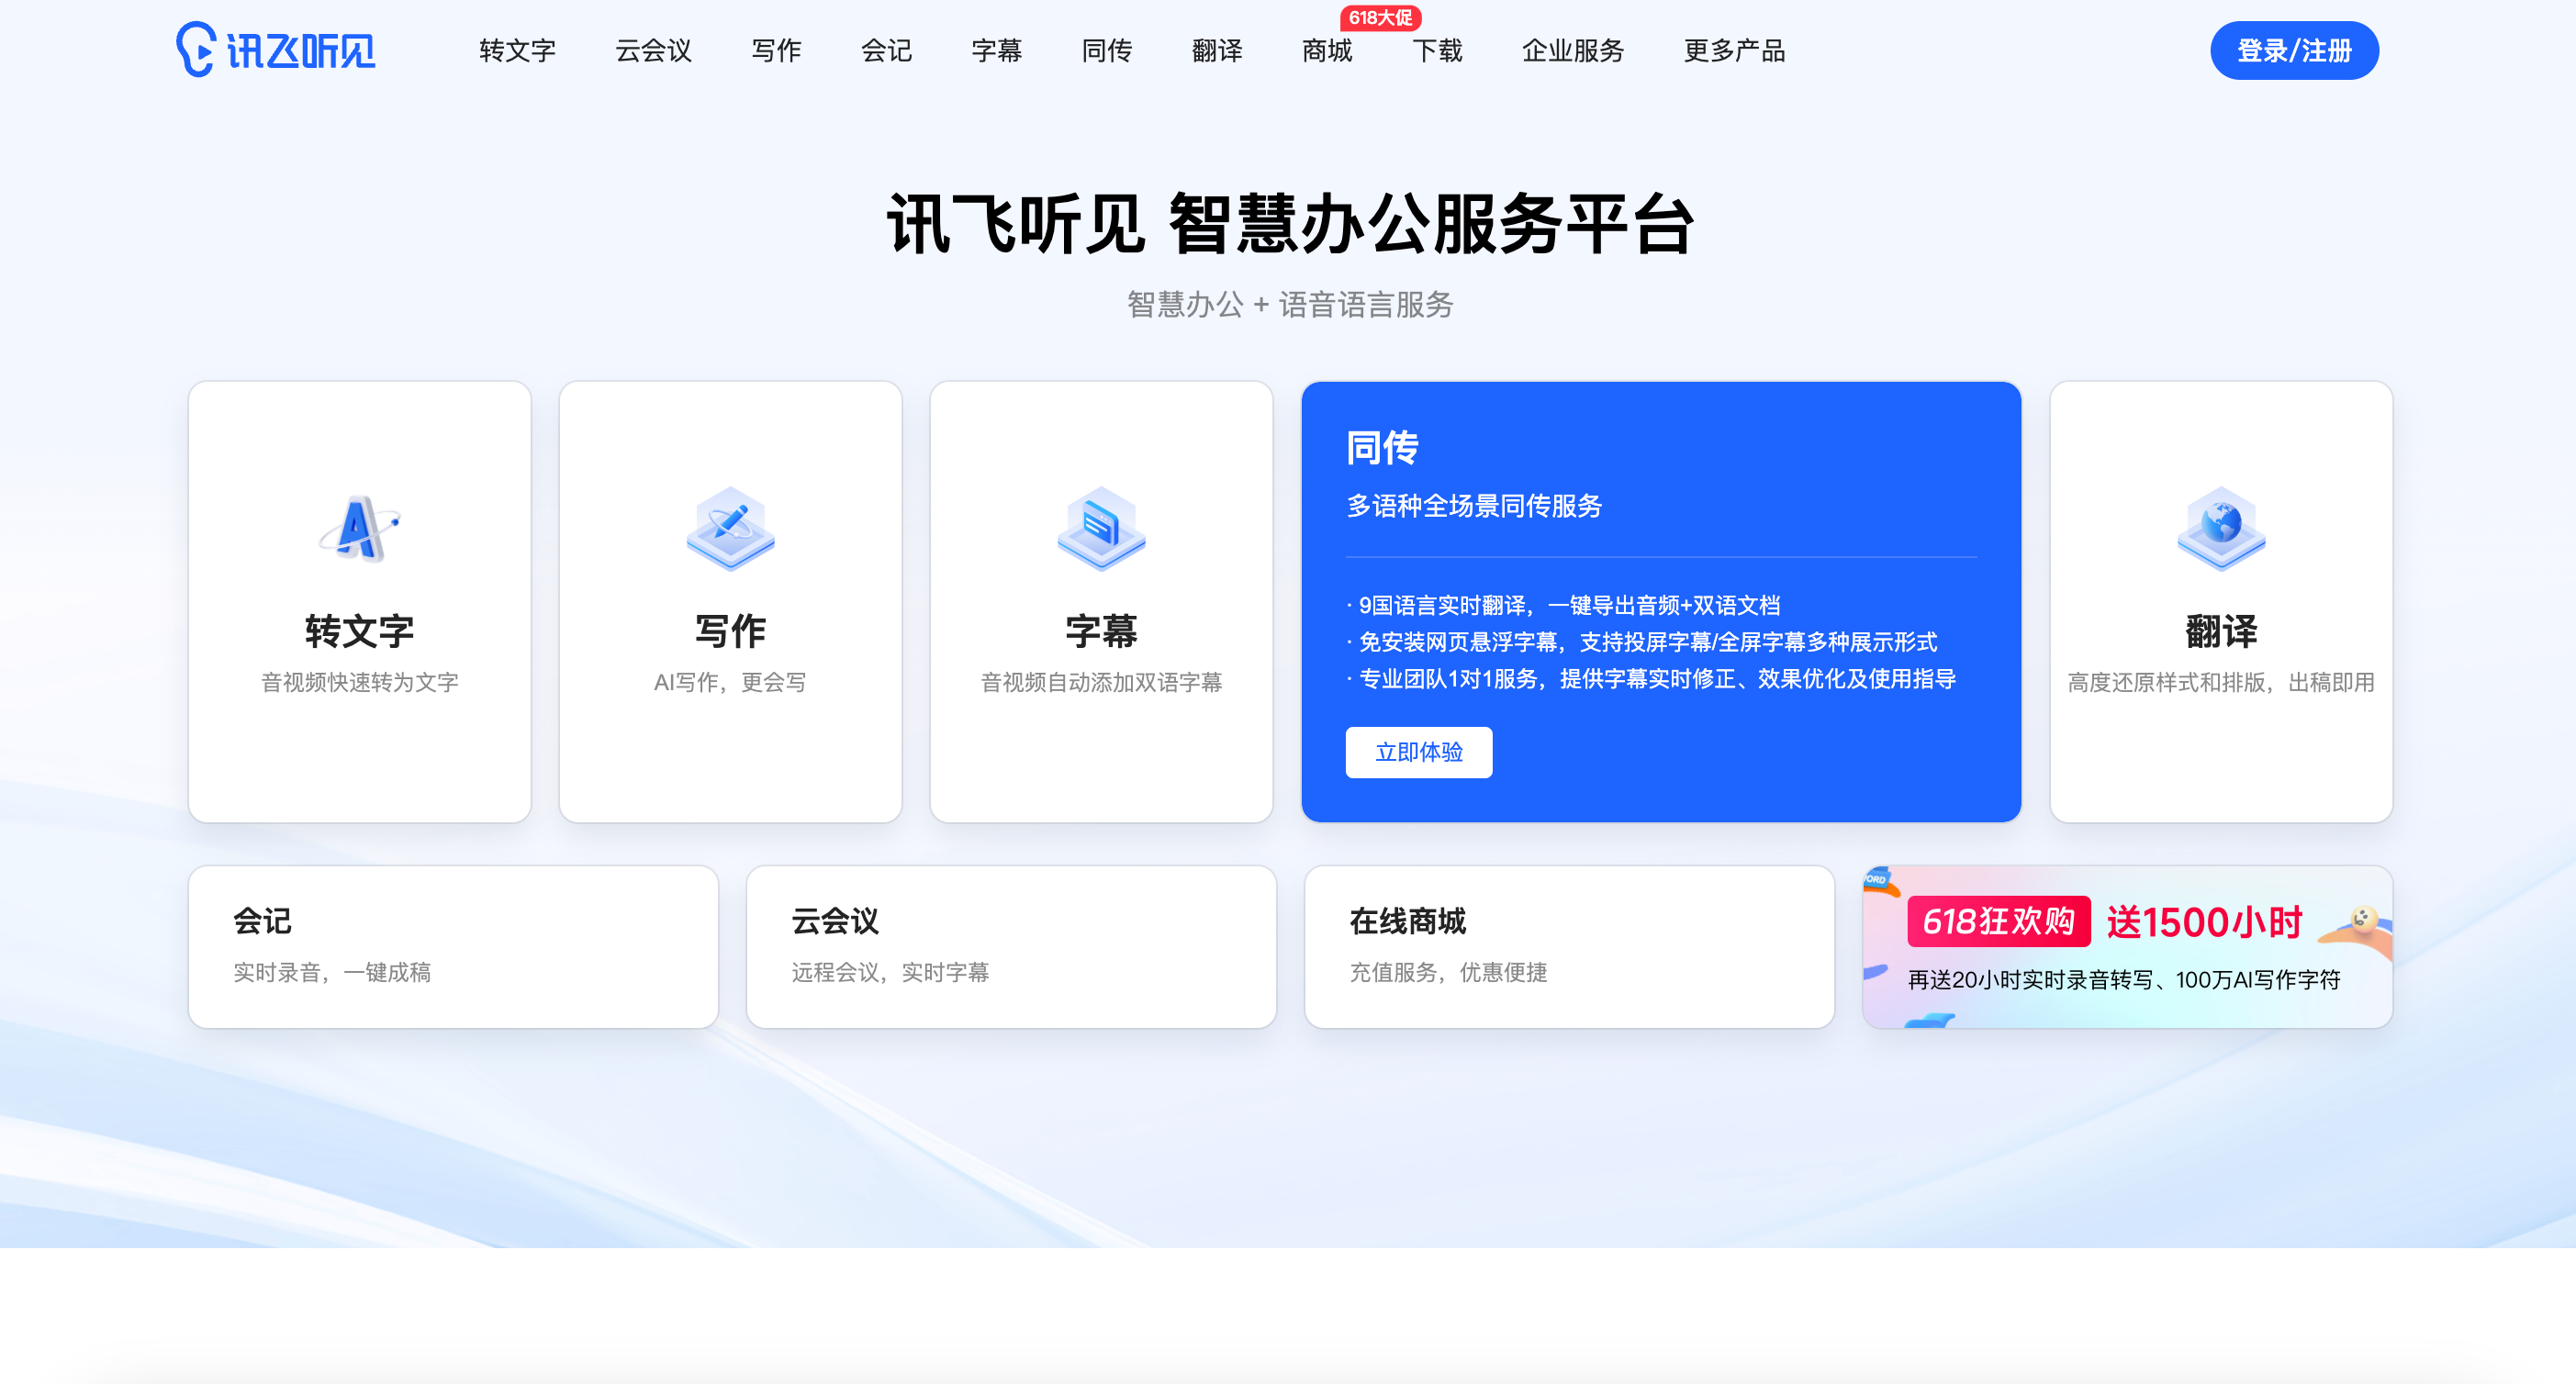 讯飞听见
转文字 云会议 写作 会记 字幕 同传 翻译 商城 618大促 下载 企业服务 更多产品 登录/注册
讯飞听见 智慧办公服务平台
智慧办公 + 语音语言服务
转文字
音视频快速转为文字
写作
AI写作，更会写
字幕
音视频自动添加双语字幕
同传
多语种全场景同传服务
· 9国语言实时翻译，一键导出音频+双语文档
· 免安装网页悬浮字幕，支持投屏字幕/全屏字幕多种展示形式
· 专业团队1对1服务，提供字幕实时修正、效果优化及使用指导
立即体验
翻译
高度还原样式和排版，出稿即用
会记
实时录音，一键成稿
云会议
远程会议，实时字幕
在线商城
充值服务，优惠便捷
618狂欢购 送1500小时
再送20小时实时录音转写、100万AI写作字符